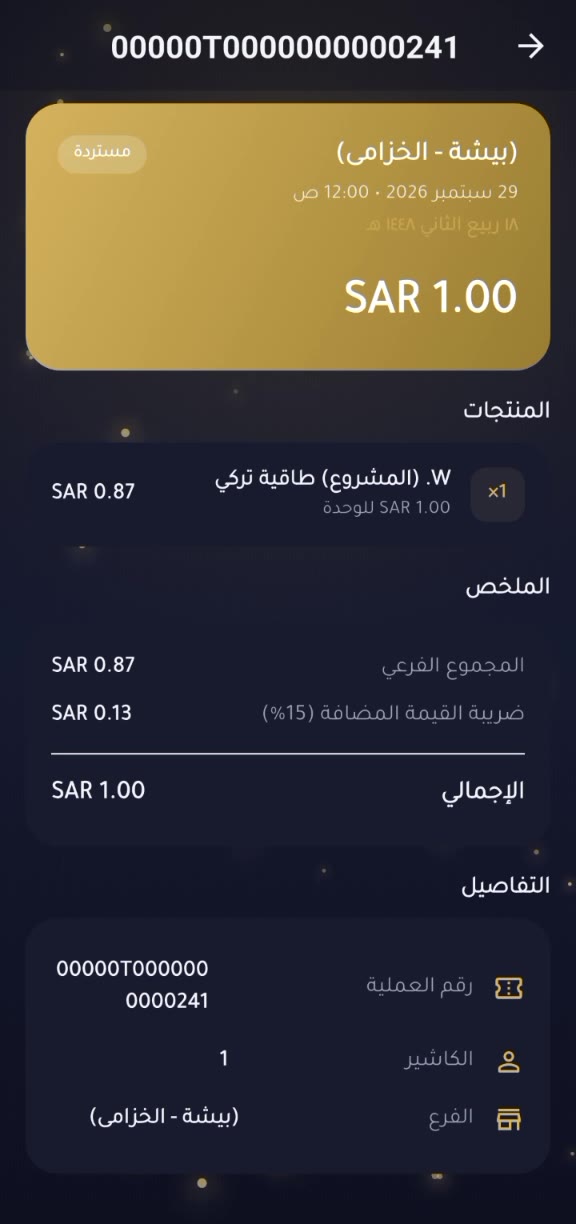 00000T0000000000241
(بيشة - الخزامى)
مستردة
29 سبتمبر 2026 • 12:00 ص
١٨ ربيع الثاني ١٤٤٨ هـ
SAR 1.00
المنتجات
×1
W. (المشروع) طاقية تركي
SAR 0.87
SAR 1.00 للوحدة
الملخص
المجموع الفرعي SAR 0.87
ضريبة القيمة المضافة (15%) SAR 0.13
الإجمالي SAR 1.00
التفاصيل
رقم العملية
00000T000000
0000241
الكاشير 1
الفرع (بيشة - الخزامى)